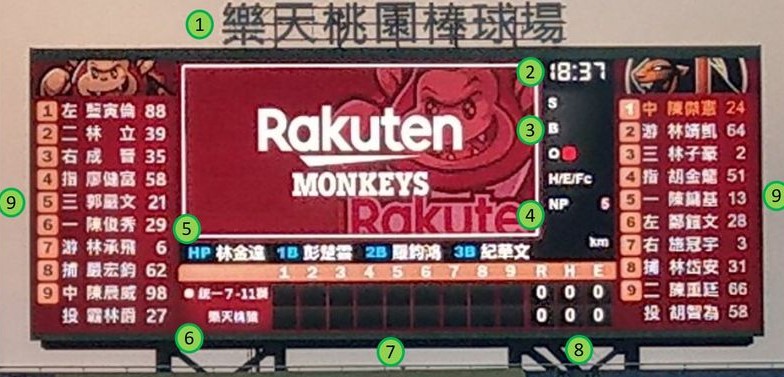 1
樂天桃園棒球場
2
18:37
1 左 藍寅倫 88
2 二 林 立 39
3 右 成 晉 35
4 指 廖健富 58
5 三 郭嚴文 21
6 一 陳俊秀 29
7 游 林承飛 6
8 捕 嚴宏鈞 62
9 中 陳晨威 98
投 霸林爵 27
9
Rakuten
MONKEYS
Rakute
S
3
B
O
H/E/Fc
4
NP 5
km
1 中 陳傑憲 24
2 游 林靖凱 64
3 三 林子豪 2
4 指 胡金龍 51
5 一 陳鏞基 13
6 左 鄭鎧文 28
7 右 施冠宇 3
8 捕 林岱安 31
9 二 陳重廷 66
投 胡智為 58
9
5
HP 林金達 1B 彭楚雲 2B 羅鈞鴻 3B 紀華文
1 2 3 4 5 6 7 8 9 R H E
統一7-11獅 0 0 0
樂天桃猿 0 0 0
6
7
8